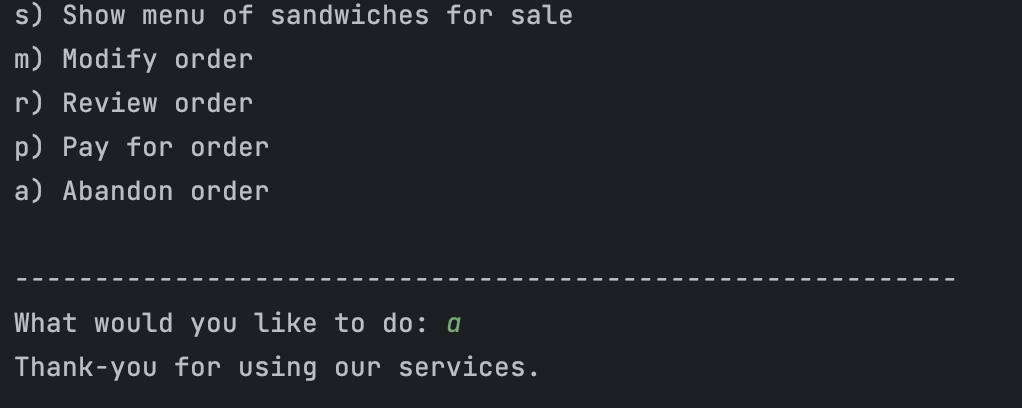 s) Show menu of sandwiches for sale
m) Modify order
r) Review order
p) Pay for order
a) Abandon order
-----------------------------------------------------------
What would you like to do: a
Thank-you for using our services.